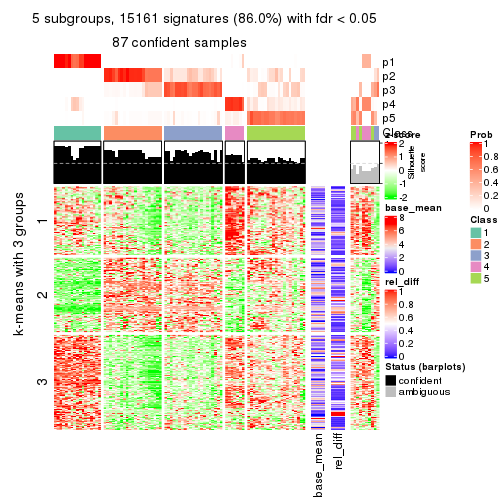 5 subgroups, 15161 signatures (86.0%) with fdr < 0.05
87 confident samples
p1
p2
p3
p4
p5
Class
Silhouette
score
k-means with 3 groups
1
2
3
base_mean
rel_diff
z-score
2
1
0
-1
-2
base_mean
8
6
4
2
0
rel_diff
1
0.8
0.6
0.4
0.2
0
Status (barplots)
confident
ambiguous
Prob
1
0.8
0.6
0.4
0.2
0
Class
1
2
3
4
5